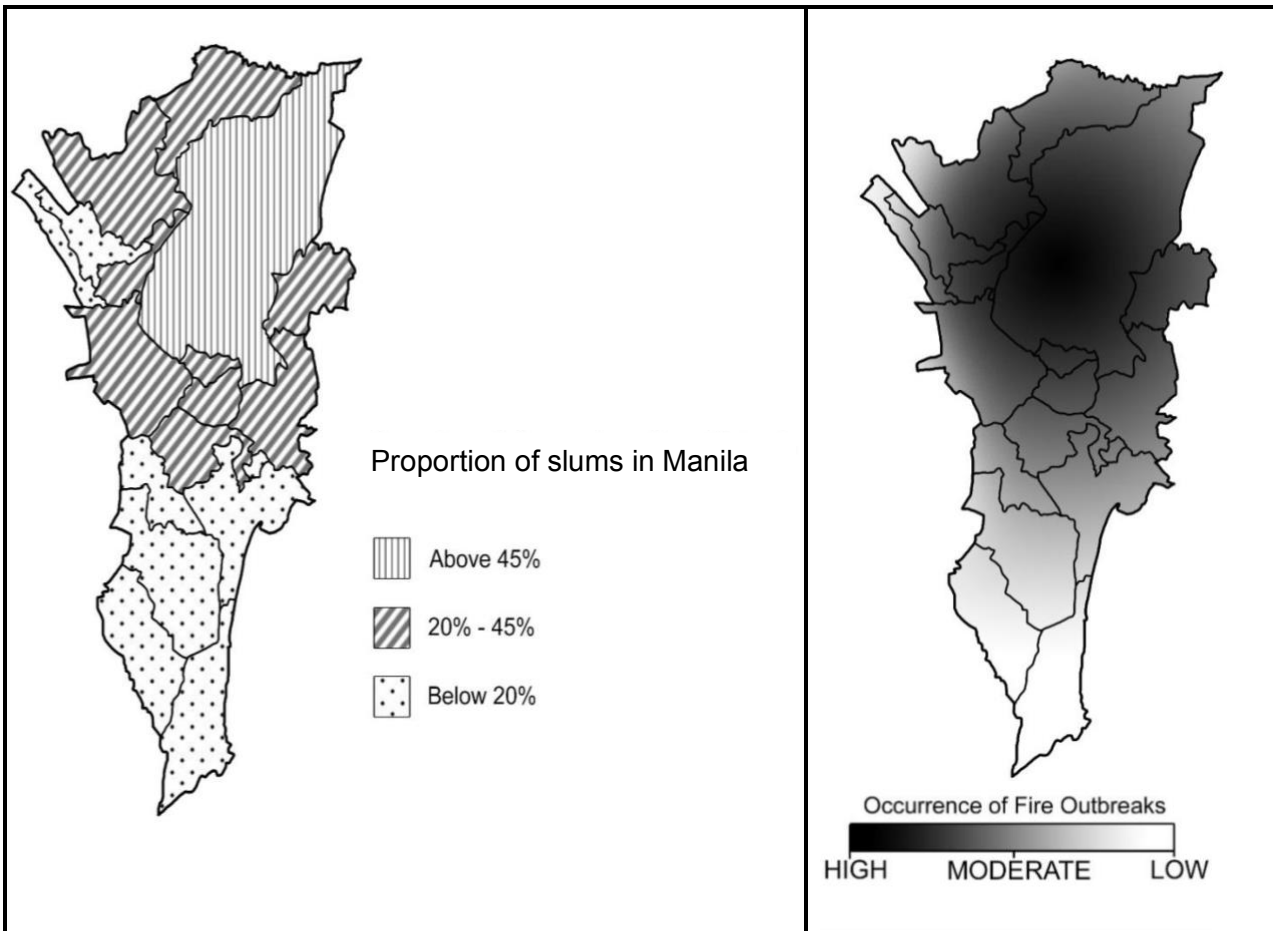 Proportion of slums in Manila
Above 45%
20% - 45%
Below 20%
Occurrence of Fire Outbreaks
HIGH MODERATE LOW